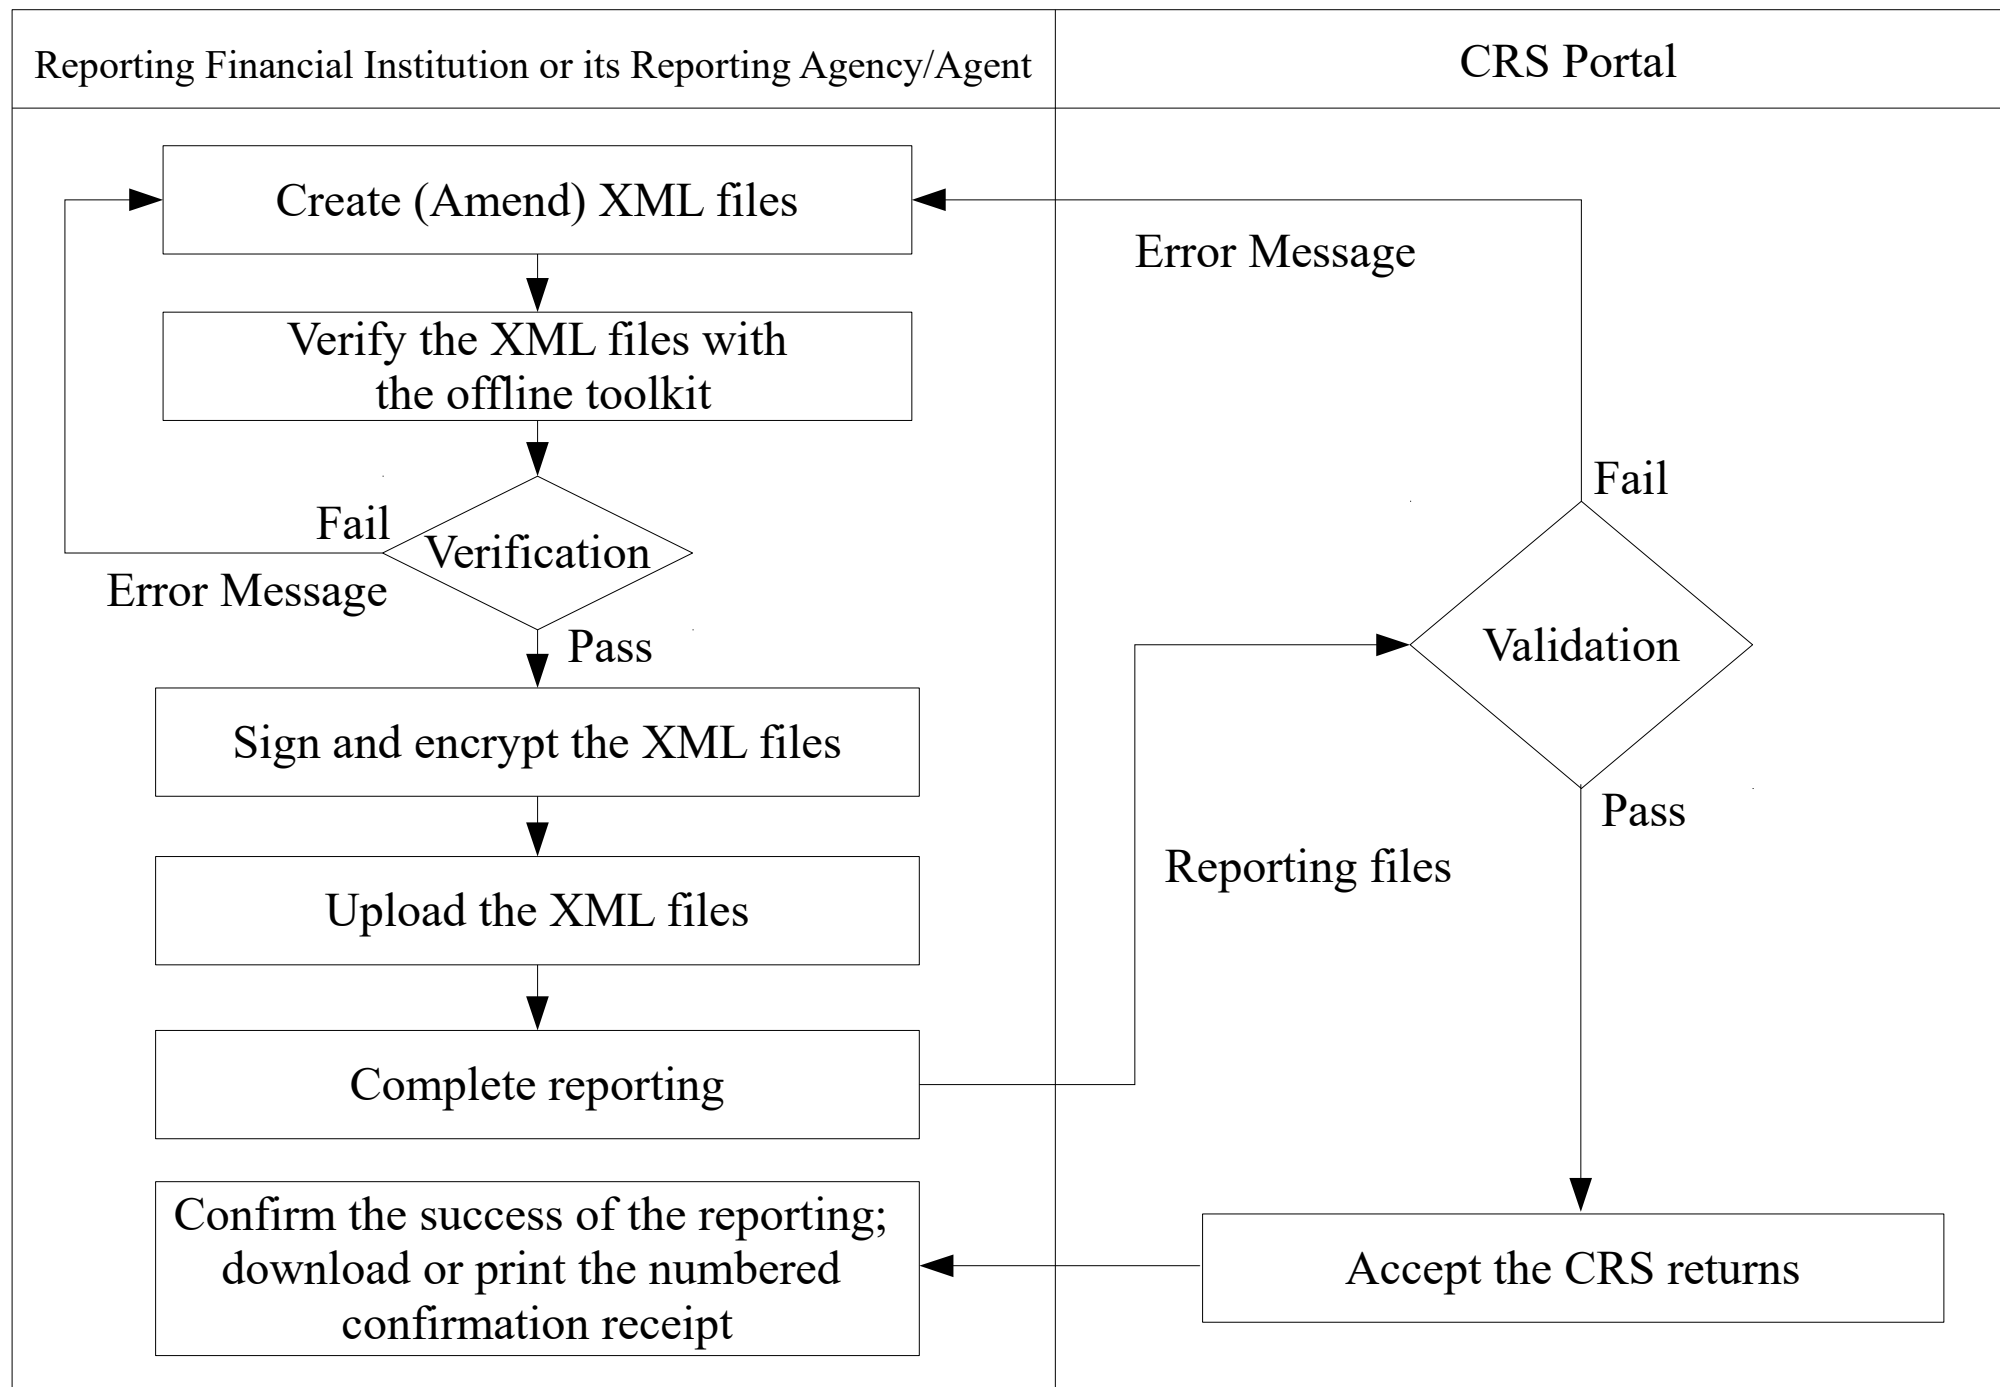 Reporting Financial Institution or its Reporting Agency/Agent
CRS Portal
Create (Amend) XML files
Error Message
Verify the XML files with
the offline toolkit
Fail
Fail
Verification
Error Message
Pass
Validation
Sign and encrypt the XML files
Pass
Reporting files
Upload the XML files
Complete reporting
Confirm the success of the reporting;
download or print the numbered
confirmation receipt
Accept the CRS returns